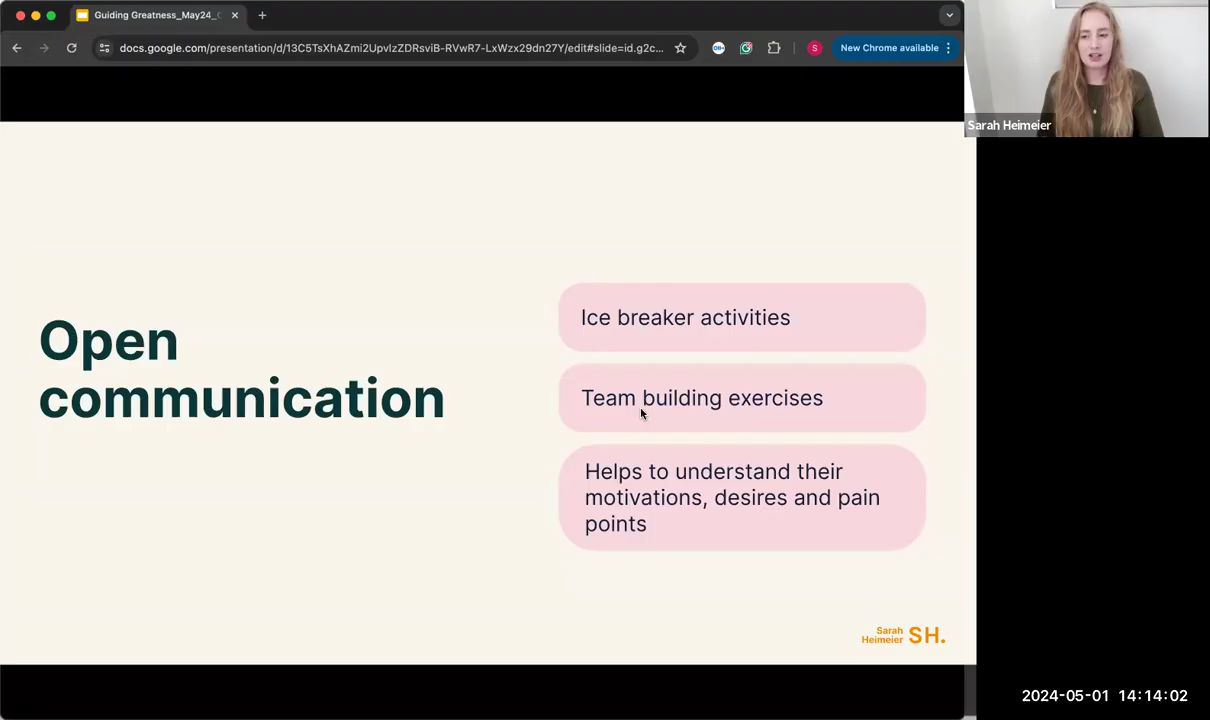 Guiding Greatness_May24_
docs.google.com/presentation/d/13C5TsXhAZmi2UpvIzZDRsviB-RVwR7-LxWzx29dn27Y/edit#slide=id.g2c...
S
New Chrome available
Sarah Heimeier
Open
communication
Ice breaker activities
Team building exercises
Helps to understand their
motivations, desires and pain
points
Sarah
Heimeier
SH.
2024-05-01 14:14:02